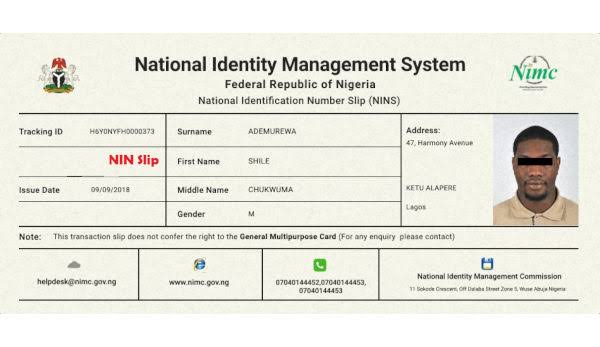 National Identity Management System
Federal Republic of Nigeria
National Identification Number Slip (NINS)
Nimc
Tracking ID H6Y0NYFH0000373
NIN Slip
Issue Date 09/09/2018
Surname ADEMUREWA
First Name SHILE
Middle Name CHUKWUMA
Gender M
Address:
47, Harmony Avenue
KETU ALAPERE
Lagos
Note: This transaction slip does not confer the right to the General Multipurpose Card (For any enquiry please contact)
helpdesk@nimc.gov.ng
www.nimc.gov.ng
07040144452,07040144453,
07040144453
National Identity Management Commission
11 Sokode Crescent, Off Dalaba Street Zone 5, Wuse Abuja Nigeria